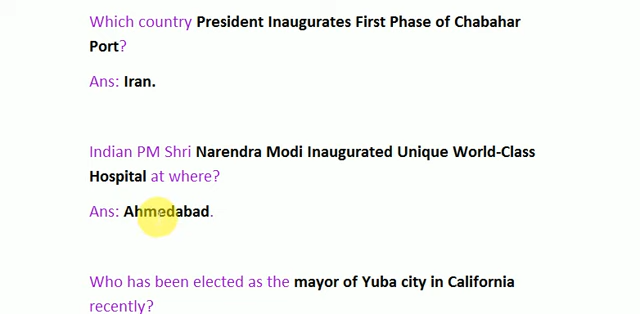 Which country President Inaugurates First Phase of Chabahar
Port?
Ans: Iran.
Indian PM Shri Narendra Modi Inaugurated Unique World-Class
Hospital at where?
Ans: Ahmedabad.
Who has been elected as the mayor of Yuba city in California
recently?